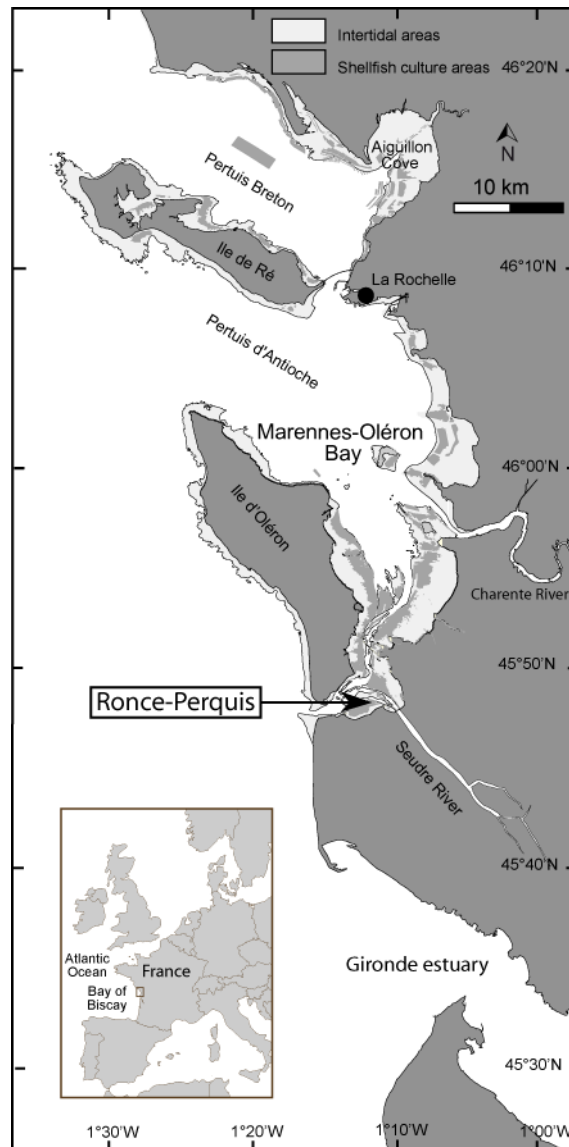 Intertidal areas
Shellfish culture areas
46°20'N
Aiguillon
Cove
N
Pertuis Breton
10 km
Ile de Ré
46°10'N
La Rochelle
Pertuis d'Antioche
Marennes-Oléron
Bay
46°00'N
Ile d'Oléron
Charente River
45°50'N
Ronce-Perquis
Seudre River
45°40'N
Atlantic
Ocean
France
Bay of
Biscay
Gironde estuary
45°30'N
1°30'W
1°20'W
1°10'W
1°00'W